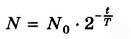 N = N₀ · 2^(-t/T)